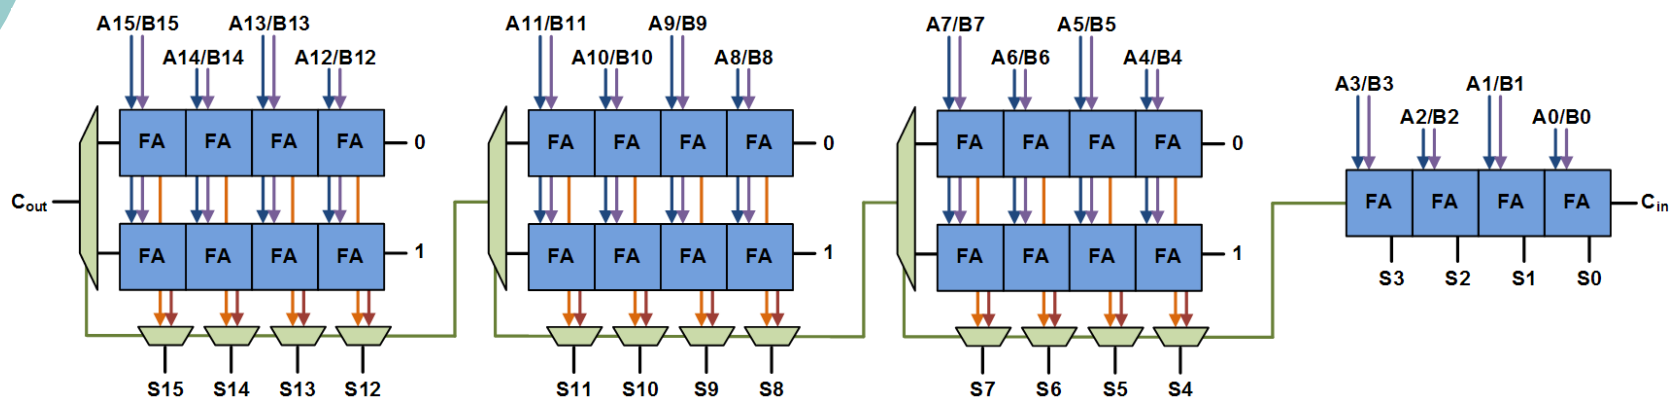 A15/B15 A13/B13 A11/B11 A9/B9 A7/B7 A5/B5
A14/B14 A12/B12 A10/B10 A8/B8 A6/B6 A4/B4
A3/B3 A1/B1
A2/B2 A0/B0
FA FA FA FA 0 FA FA FA FA 0 FA FA FA FA 0
Cout FA FA FA FA Cin
FA FA FA FA 1 FA FA FA FA 1 FA FA FA FA 1
S3 S2 S1 S0
S15 S14 S13 S12 S11 S10 S9 S8 S7 S6 S5 S4